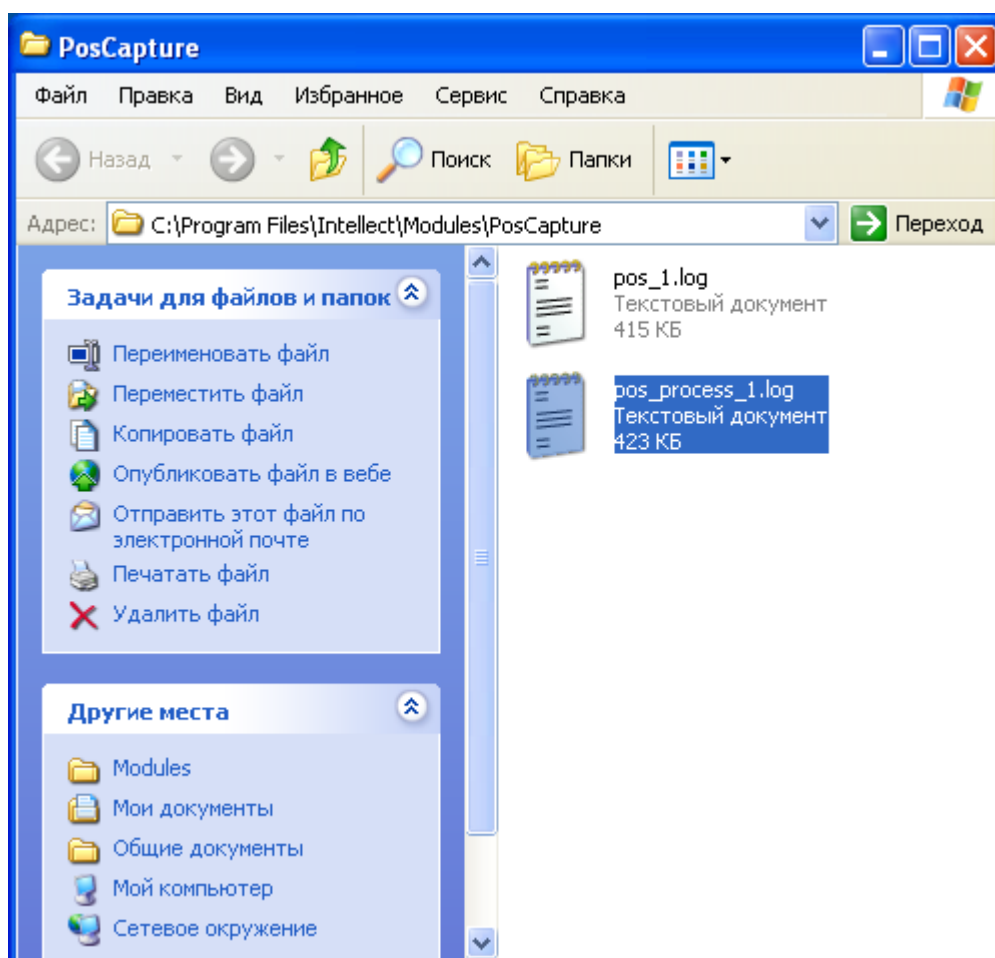 PosCapture
Файл Правка Вид Избранное Сервис Справка
Назад Поиск Папки
Адрес: C:\Program Files\Intellect\Modules\PosCapture Переход
Задачи для файлов и папок
Переименовать файл
Переместить файл
Копировать файл
Опубликовать файл в вебе
Отправить этот файл по
электронной почте
Печатать файл
Удалить файл
Другие места
Modules
Мои документы
Общие документы
Мой компьютер
Сетевое окружение
pos_1.log
Текстовый документ
415 КБ
pos_process_1.log
Текстовый документ
423 КБ